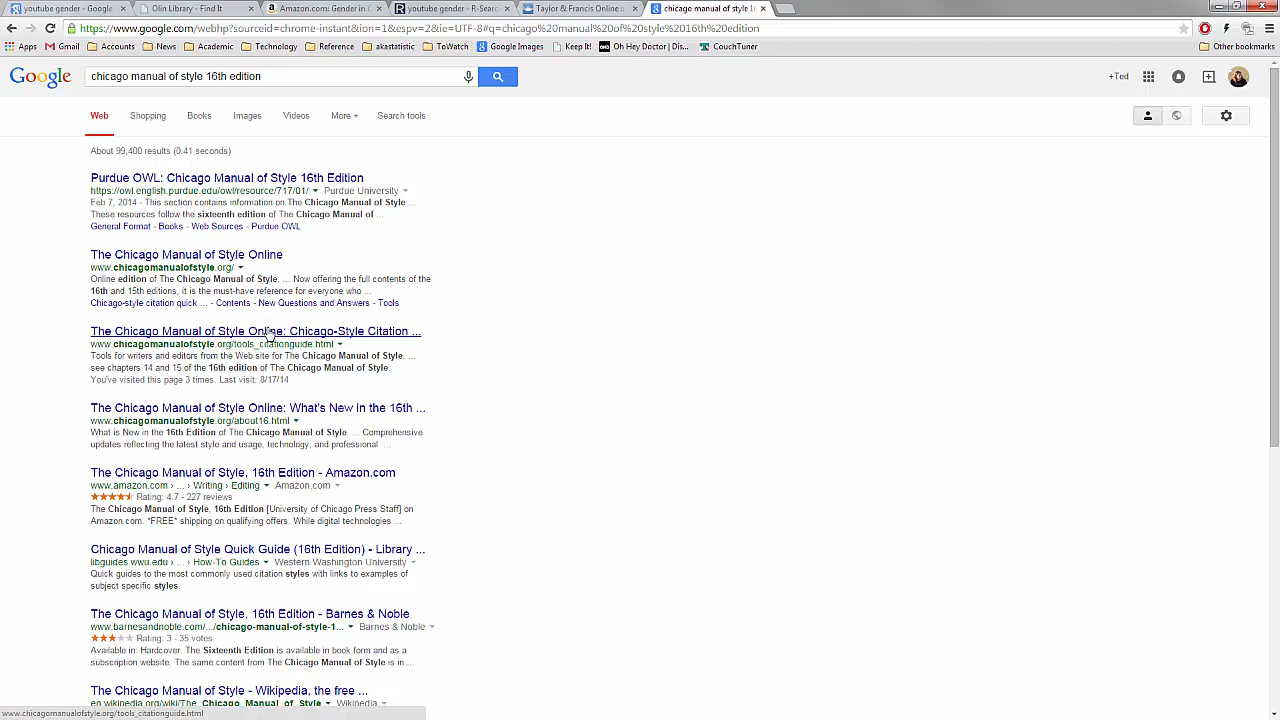 youtube gender - Google
Olin Library - Find It
Amazon.com: Gender in C
youtube gender - R-Sear
Taylor & Francis Online ::
chicago manual of style 1
https://www.google.com/webhp?sourceid=chrome-instant&ion=1&espv=2&ie=UTF-8#q=chicago%20manual%20of%20style%2016th%20edition
Apps Gmail Accounts News Academic Technology Reference akastatistic ToWatch Google Images Keep It! Oh Hey Doctor | Dis... CouchTuner Other bookmarks
Google chicago manual of style 16th edition +Ted
Web Shopping Books Images Videos More Search tools
About 99,400 results (0.41 seconds)
Purdue OWL: Chicago Manual of Style 16th Edition
https://owl.english.purdue.edu/owl/resource/717/01/ Purdue University
Feb 7, 2014 - This section contains information on The Chicago Manual of Style ...
These resources follow the sixteenth edition of The Chicago Manual of ...
General Format - Books - Web Sources - Purdue OWL
The Chicago Manual of Style Online
www.chicagomanualofstyle.org/
Online edition of The Chicago Manual of Style. ... Now offering the full contents of the
16th and 15th editions, it is the must-have reference for everyone who ...
Chicago-style citation quick ... - Contents - New Questions and Answers - Tools
The Chicago Manual of Style Online: Chicago-Style Citation ...
www.chicagomanualofstyle.org/tools_citationguide.html
Tools for writers and editors from the Web site for The Chicago Manual of Style. ...
see chapters 14 and 15 of the 16th edition of The Chicago Manual of Style.
You've visited this page 3 times. Last visit: 8/17/14
The Chicago Manual of Style Online: What's New in the 16th ...
www.chicagomanualofstyle.org/about16.html
What is New in the 16th Edition of The Chicago Manual of Style. ... Comprehensive
updates reflecting the latest style and usage, technology, and professional ...
The Chicago Manual of Style, 16th Edition - Amazon.com
www.amazon.com › ... › Writing › Editing Amazon.com
Rating: 4.7 - 227 reviews
The Chicago Manual of Style, 16th Edition [University of Chicago Press Staff] on
Amazon.com. *FREE* shipping on qualifying offers. While digital technologies ...
Chicago Manual of Style Quick Guide (16th Edition) - Library ...
libguides.wwu.edu › ... › How-To Guides Western Washington University
Quick guides to the most commonly used citation styles with links to examples of
subject specific styles.
The Chicago Manual of Style, 16th Edition - Barnes & Noble
www.barnesandnoble.com/.../chicago-manual-of-style-1... Barnes & Noble
Rating: 3 - 35 votes
Available in: Hardcover. The Sixteenth Edition is available in book form and as a
subscription website. The same content from The Chicago Manual of Style is in ...
The Chicago Manual of Style - Wikipedia, the free ...
en.wikipedia.org/wiki/The_Chicago_Manual_of_Style Wikipedia
www.chicagomanualofstyle.org/tools_citationguide.html